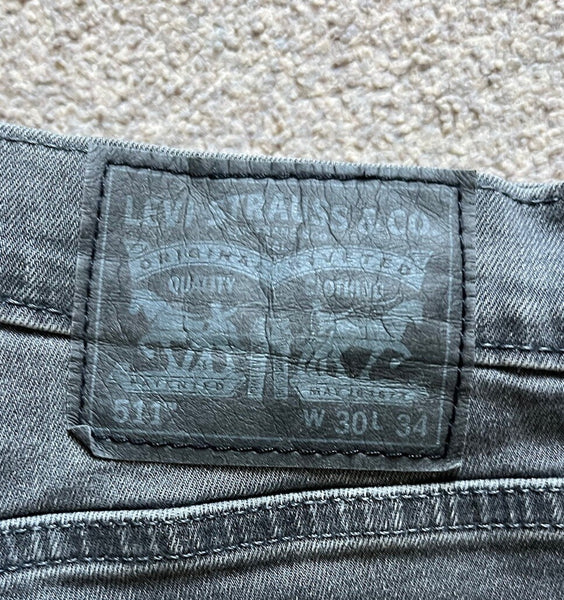 LEVI STRAUSS & CO
ORIGINAL RIVETED
QUALITY CLOTHING
511™ W 30 L 34